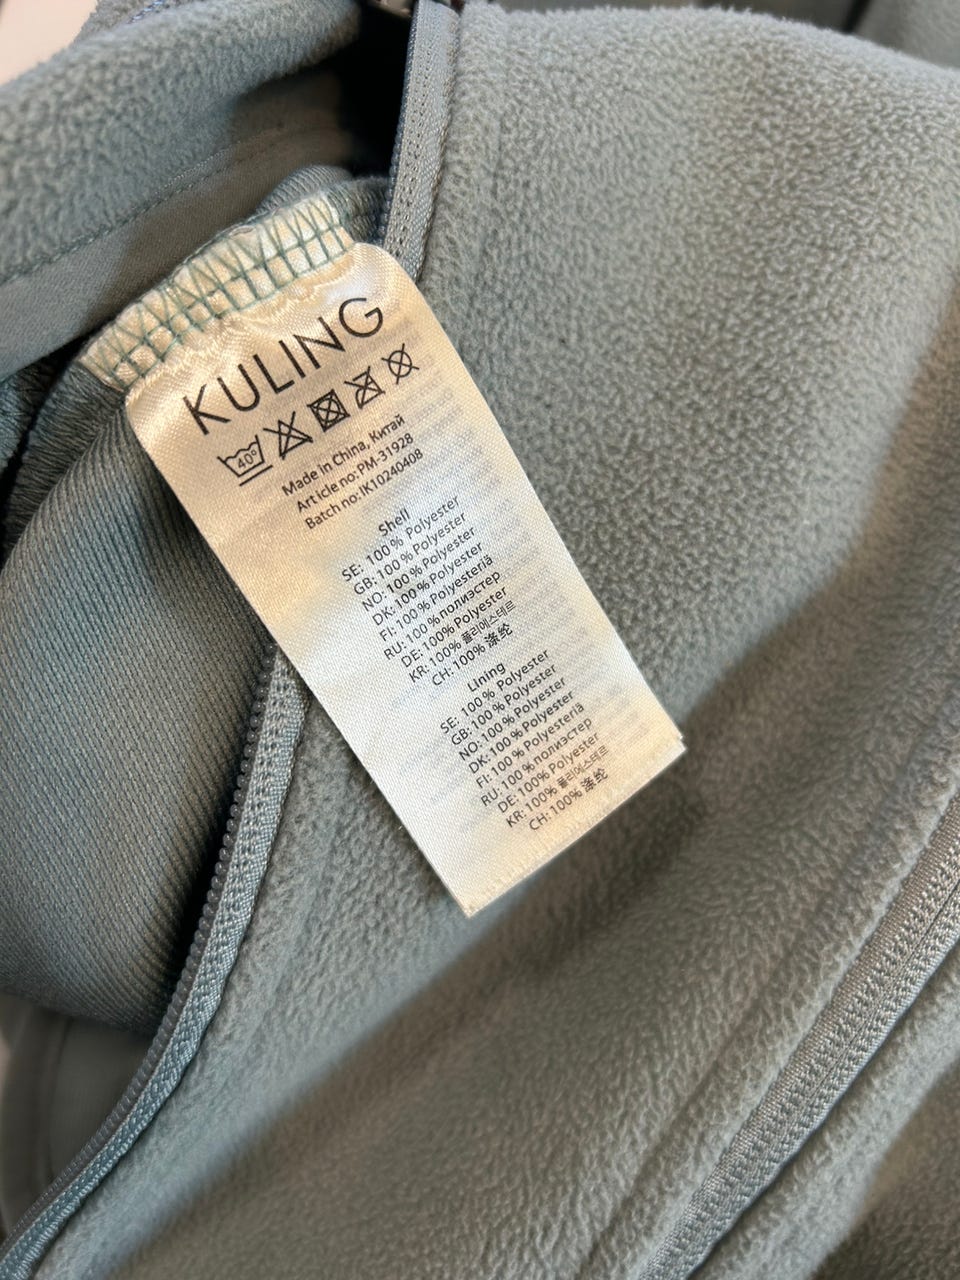 KULING
40°
Made in China, Китай
Article no: PM-31928
Batch no: IK10240408
Shell
SE: 100 % Polyester
GB: 100 % Polyester
NO: 100 % Polyester
DK: 100 % Polyester
FI: 100 % Polyesteriä
RU: 100 % полиэстер
DE: 100% Polyester
KR: 100% 폴리에스테르
CH: 100% 涤纶
Lining
SE: 100 % Polyester
GB: 100 % Polyester
NO: 100 % Polyester
DK: 100 % Polyester
FI: 100 % Polyesteriä
RU: 100 % полиэстер
DE: 100% Polyester
KR: 100% 폴리에스테르
CH: 100% 涤纶